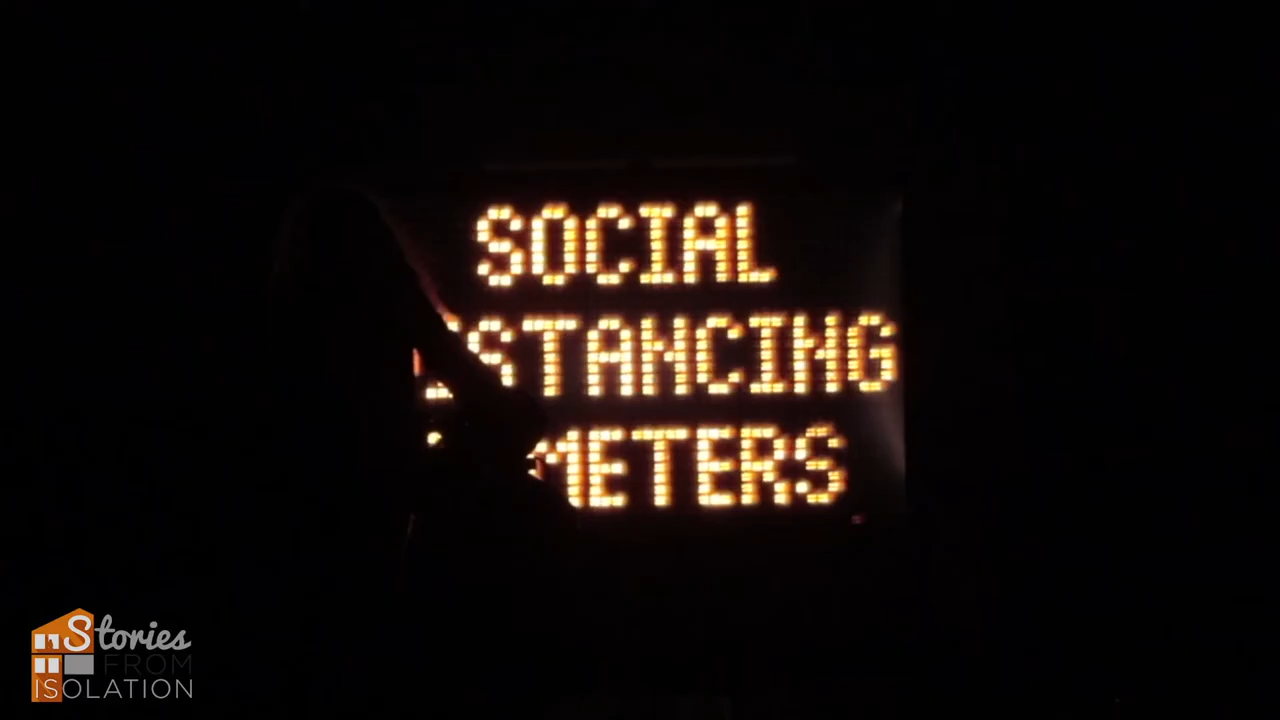 SOCIAL
STANCING
METERS
Stories
FROM
ISOLATION